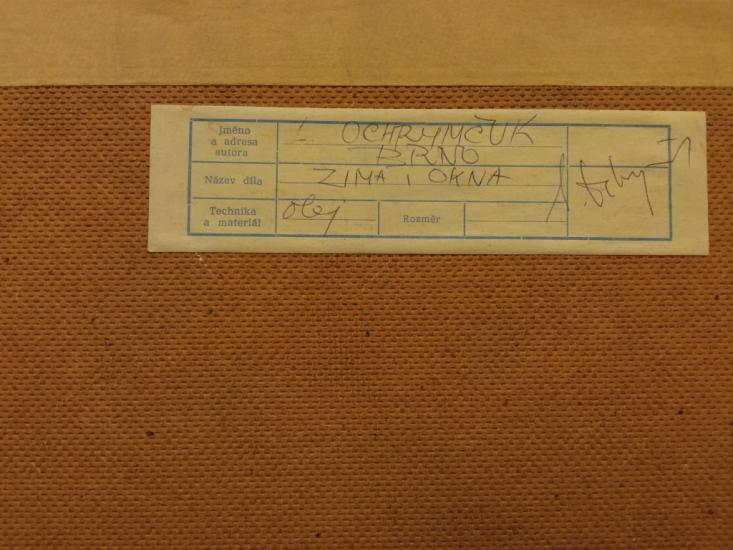 Jméno
a adresa
autora
L. OCHRYMČUK
BRNO
Název díla
ZIMA I OKNA
Technika
a materiál
olej
Rozměr